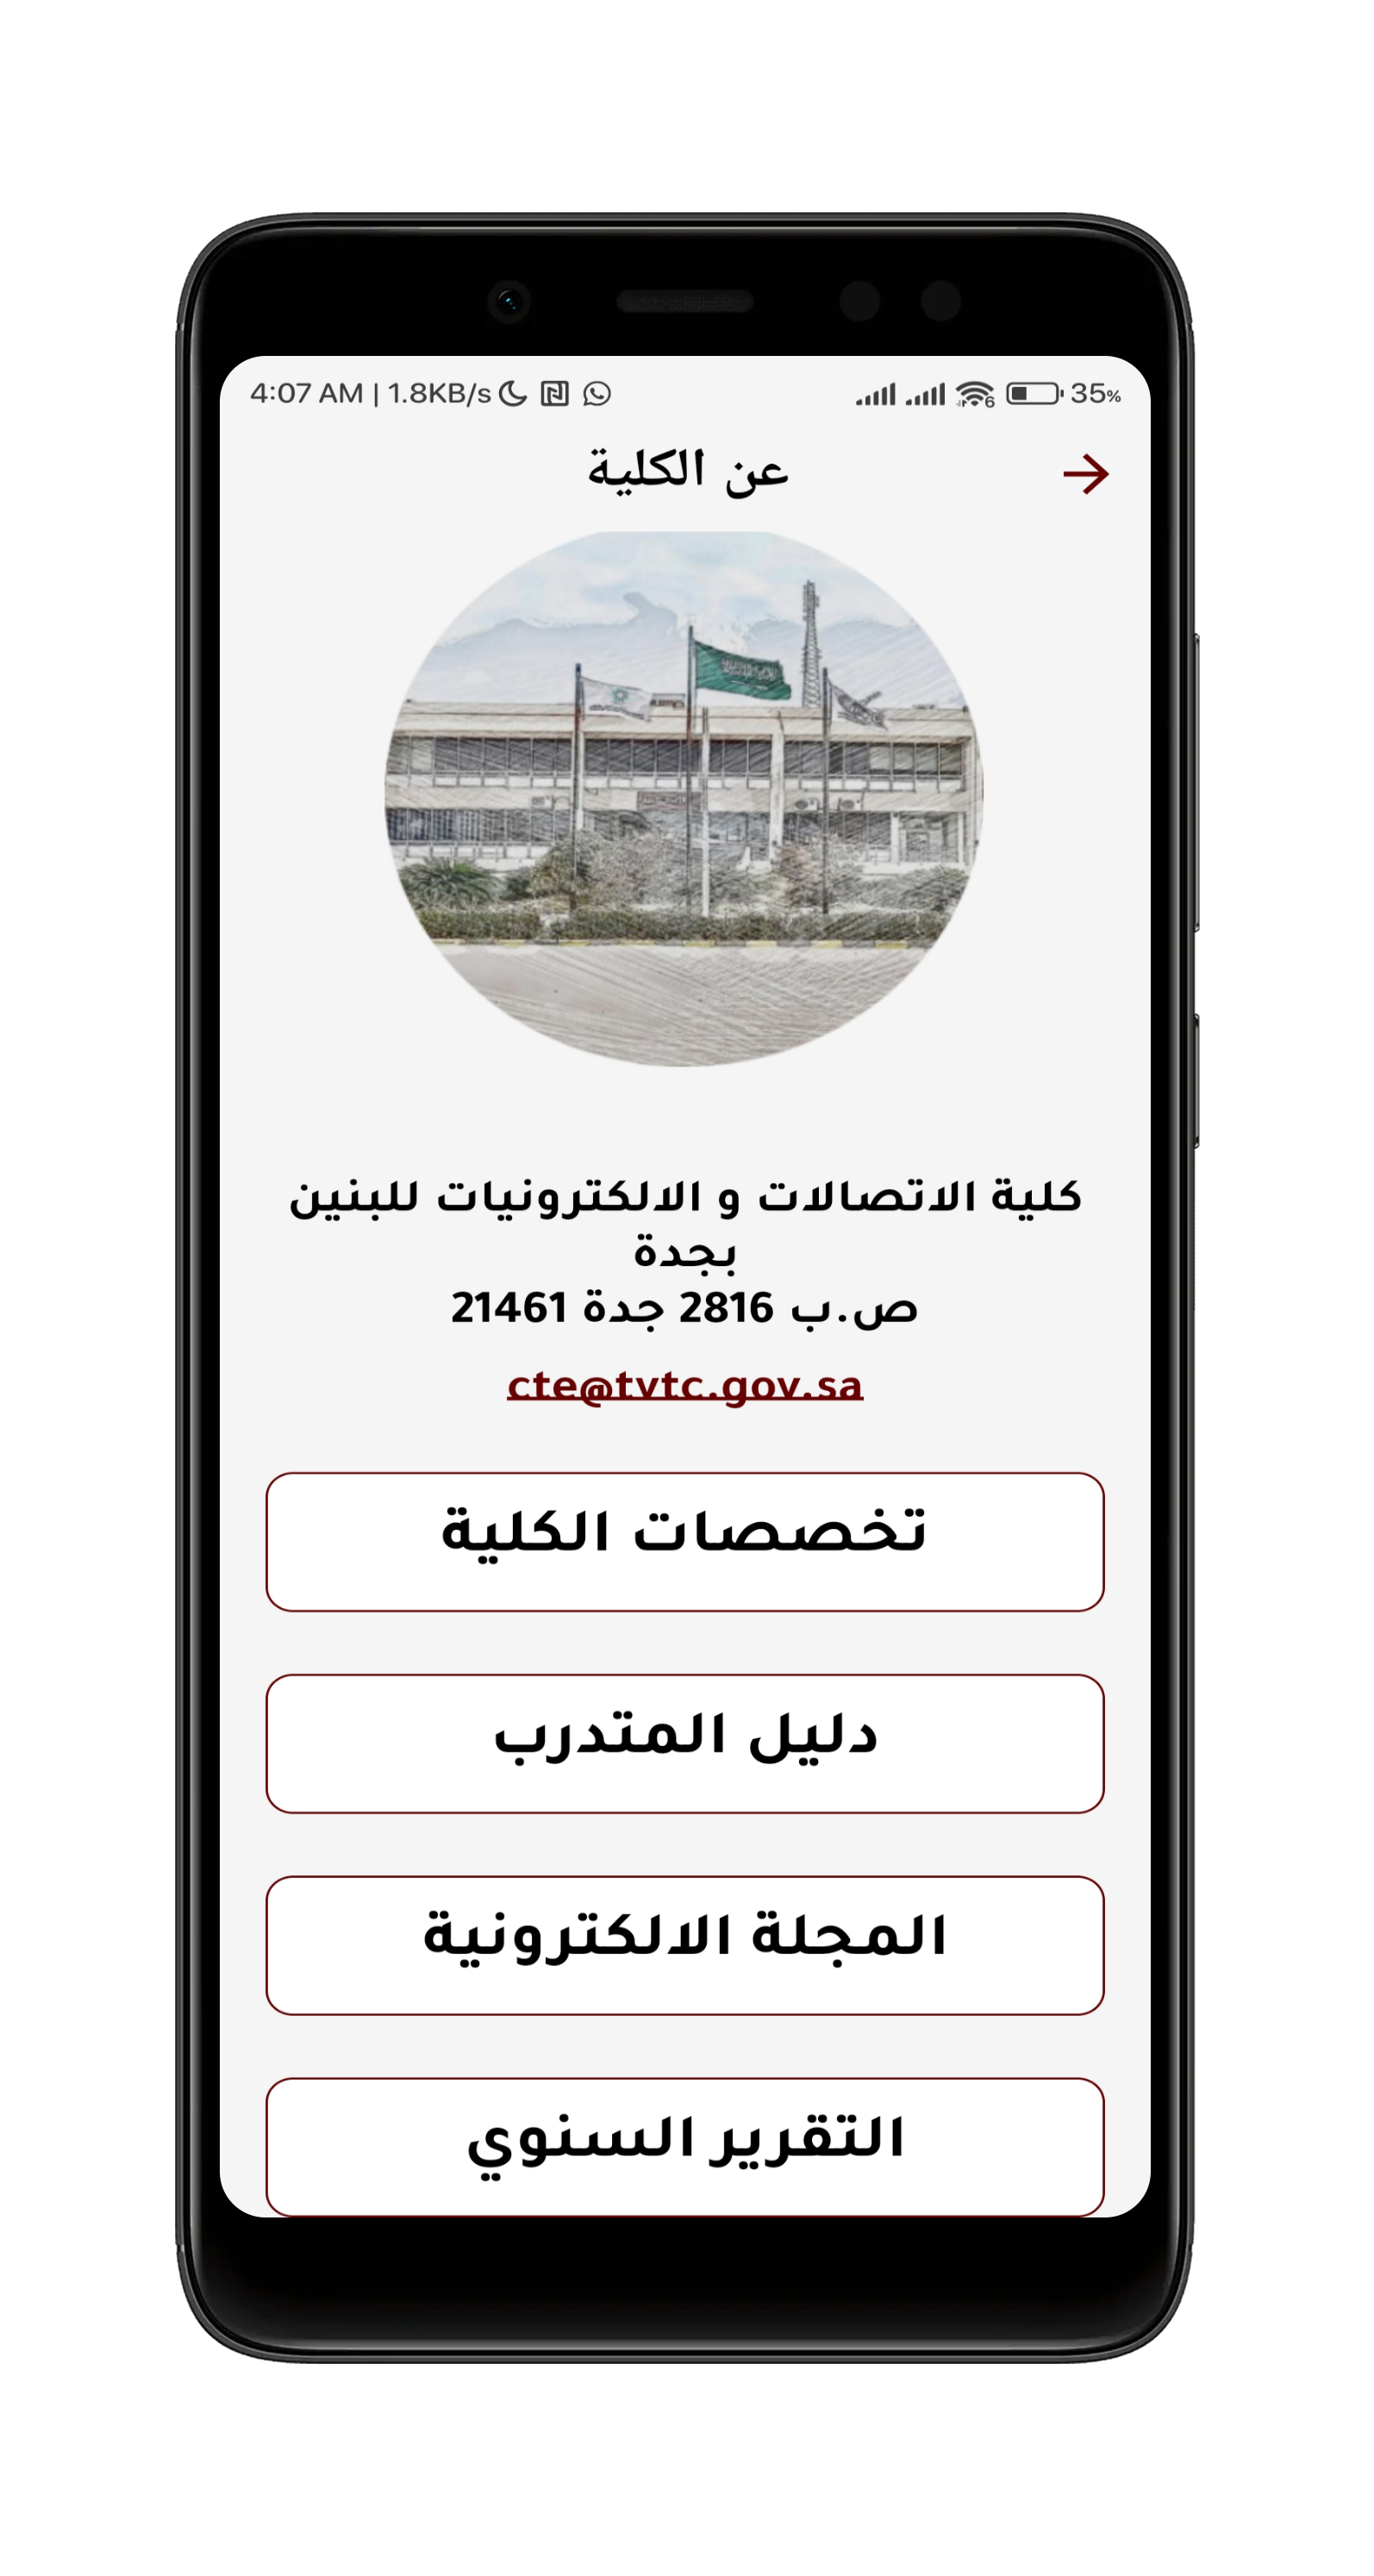 4:07 AM | 1.8KB/s 35%
عن الكلية
كلية الاتصالات و الالكترونيات للبنين
بجدة
ص.ب 2816 جدة 21461
cte@tvtc.gov.sa
تخصصات الكلية
دليل المتدرب
المجلة الالكترونية
التقرير السنوي